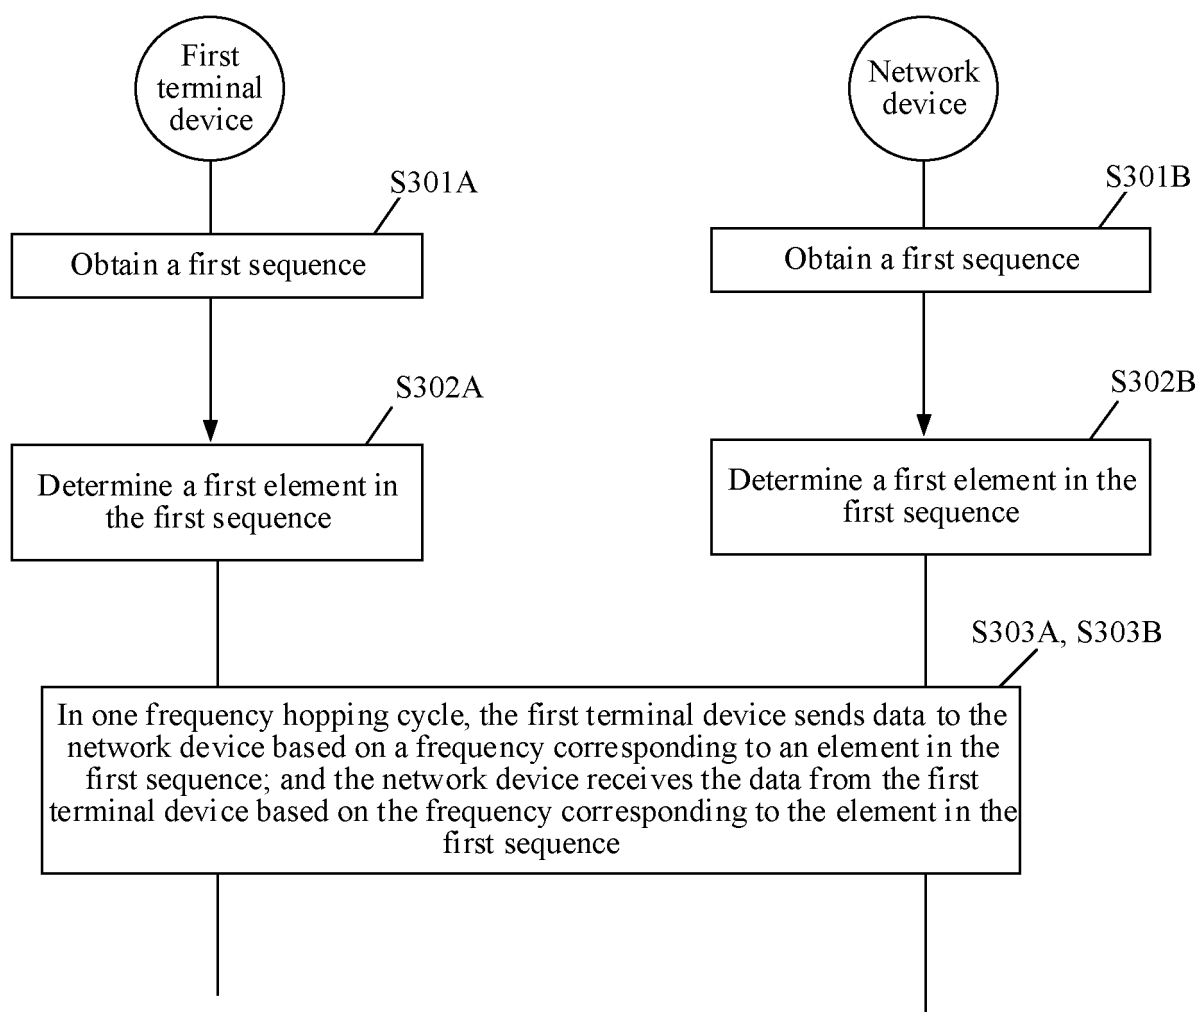 First
terminal
device
Network
device
S301A
S301B
Obtain a first sequence
Obtain a first sequence
S302A
S302B
Determine a first element in
the first sequence
Determine a first element in the
first sequence
S303A, S303B
In one frequency hopping cycle, the first terminal device sends data to the
network device based on a frequency corresponding to an element in the
first sequence; and the network device receives the data from the first
terminal device based on the frequency corresponding to the element in the
first sequence